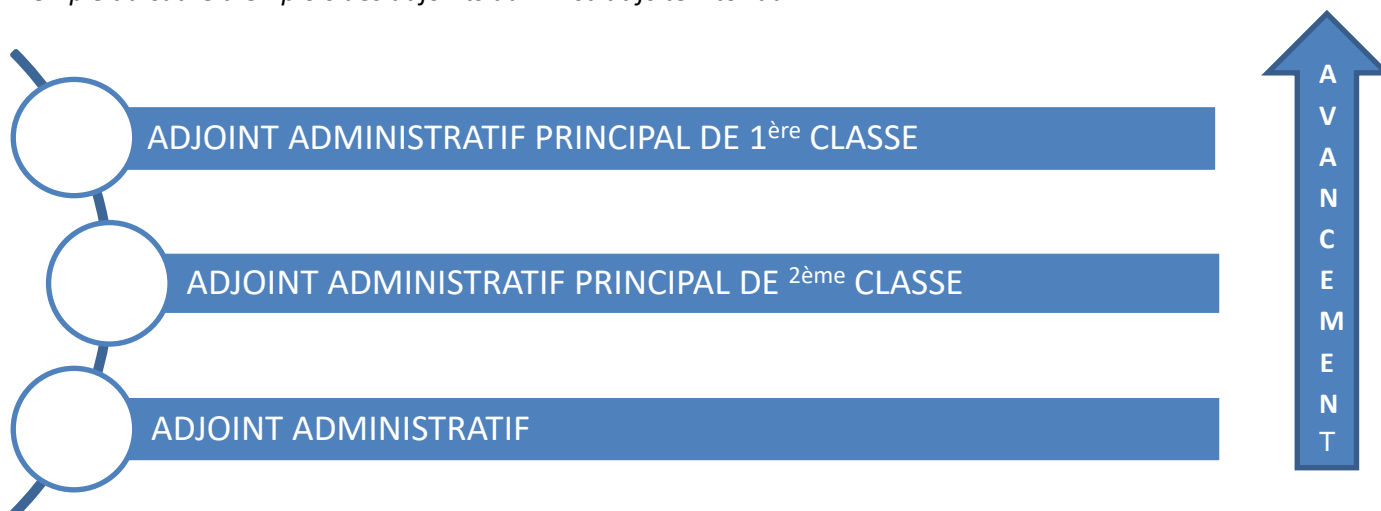 ADJOINT ADMINISTRATIF PRINCIPAL DE 1ère CLASSE
ADJOINT ADMINISTRATIF PRINCIPAL DE 2ème CLASSE
ADJOINT ADMINISTRATIF
A
V
A
N
C
E
M
E
N
T